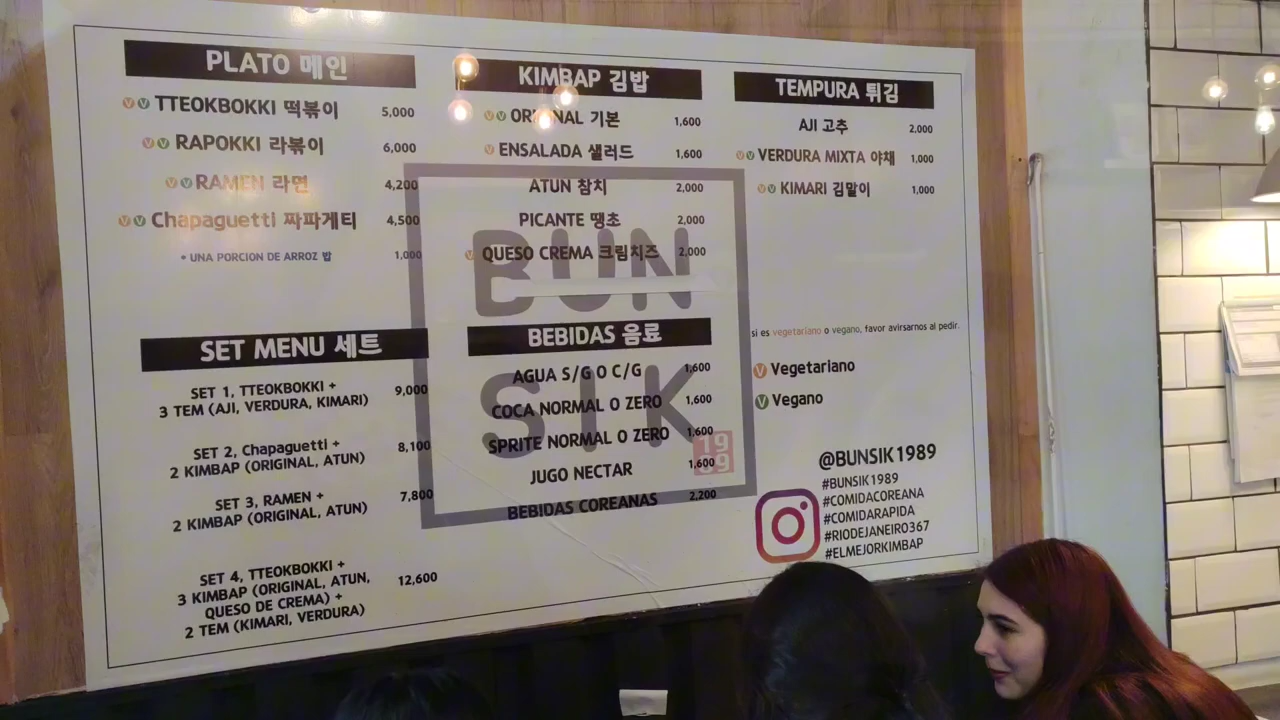 PLATO 메인
V V TTEOKBOKKI 떡볶이 5,000
V V RAPOKKI 라볶이 6,000
V V RAMEN 라면 4,200
V V Chapaguetti 짜파게티 4,500
* UNA PORCION DE ARROZ 밥 1,000
KIMBAP 김밥
V V ORIGINAL 기본 1,600
V ENSALADA 샐러드 1,600
ATUN 참치 2,000
PICANTE 땡초 2,000
V QUESO CREMA 크림치즈 2,000
TEMPURA 튀김
AJI 고추 2,000
V V VERDURA MIXTA 야채 1,000
V V KIMARI 김말이 1,000
SET MENU 세트
SET 1, TTEOKBOKKI + 9,000
3 TEM (AJI, VERDURA, KIMARI)
SET 2, Chapaguetti + 8,100
2 KIMBAP (ORIGINAL, ATUN)
SET 3, RAMEN + 7,800
2 KIMBAP (ORIGINAL, ATUN)
SET 4, TTEOKBOKKI + 12,600
3 KIMBAP (ORIGINAL, ATUN,
QUESO DE CREMA) +
2 TEM (KIMARI, VERDURA)
BEBIDAS 음료
AGUA S/G O C/G 1,600
COCA NORMAL O ZERO 1,600
SPRITE NORMAL O ZERO 1,600
JUGO NECTAR 1,600
BEBIDAS COREANAS 2,200
BUN
SIK
19
89
si es vegetariano o vegano, favor avisarnos al pedir.
V Vegetariano
V Vegano
@BUNSIK1989
#BUNSIK1989
#COMIDACOREANA
#COMIDARAPIDA
#RIODEJANEIRO367
#ELMEJORKIMBAP